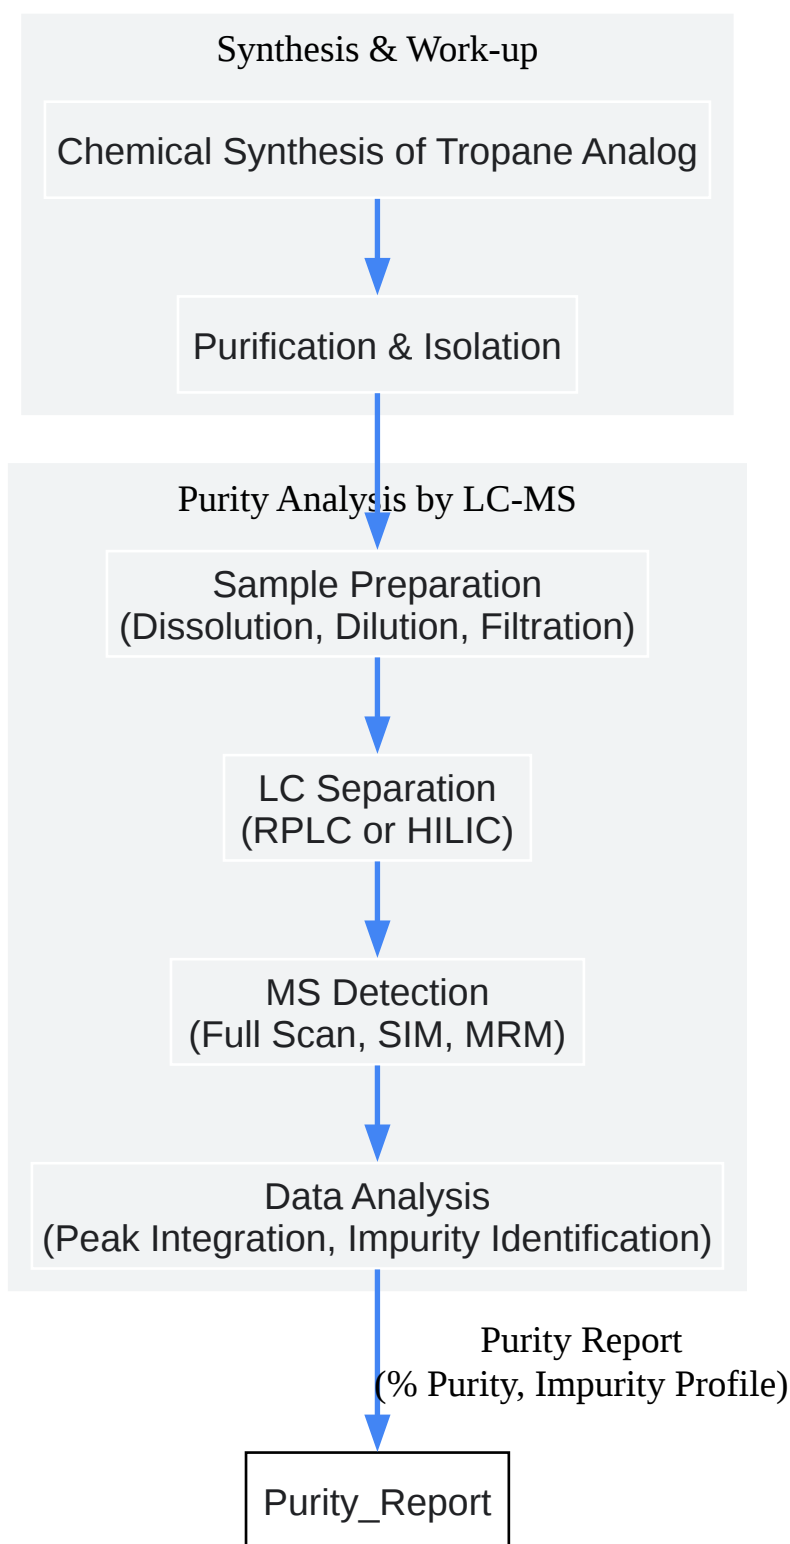 Synthesis & Work-up
Chemical Synthesis of Tropane Analog
Purification & Isolation
Purity Analysis by LC-MS
Sample Preparation
(Dissolution, Dilution, Filtration)
LC Separation
(RPLC or HILIC)
MS Detection
(Full Scan, SIM, MRM)
Data Analysis
(Peak Integration, Impurity Identification)
Purity Report
(% Purity, Impurity Profile)
Purity_Report